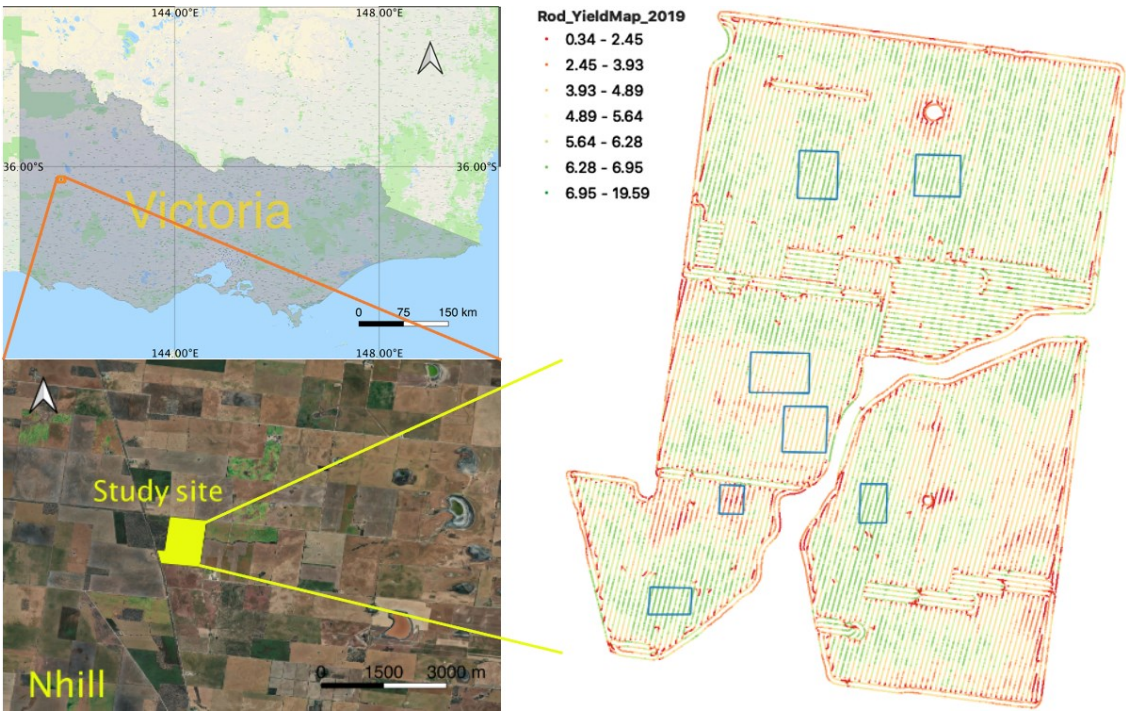 144.00°E
148.00°E
36.00°S
36.00°S
Victoria
0 75 150 km
144.00°E
148.00°E
Study site
Nhill
0 1500 3000 m
Rod_YieldMap_2019
0.34 - 2.45
2.45 - 3.93
3.93 - 4.89
4.89 - 5.64
5.64 - 6.28
6.28 - 6.95
6.95 - 19.59